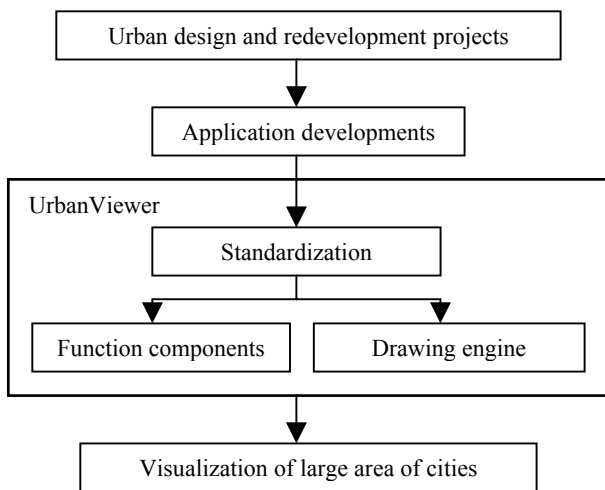 Urban design and redevelopment projects
Application developments
UrbanViewer
Standardization
Function components
Drawing engine
Visualization of large area of cities